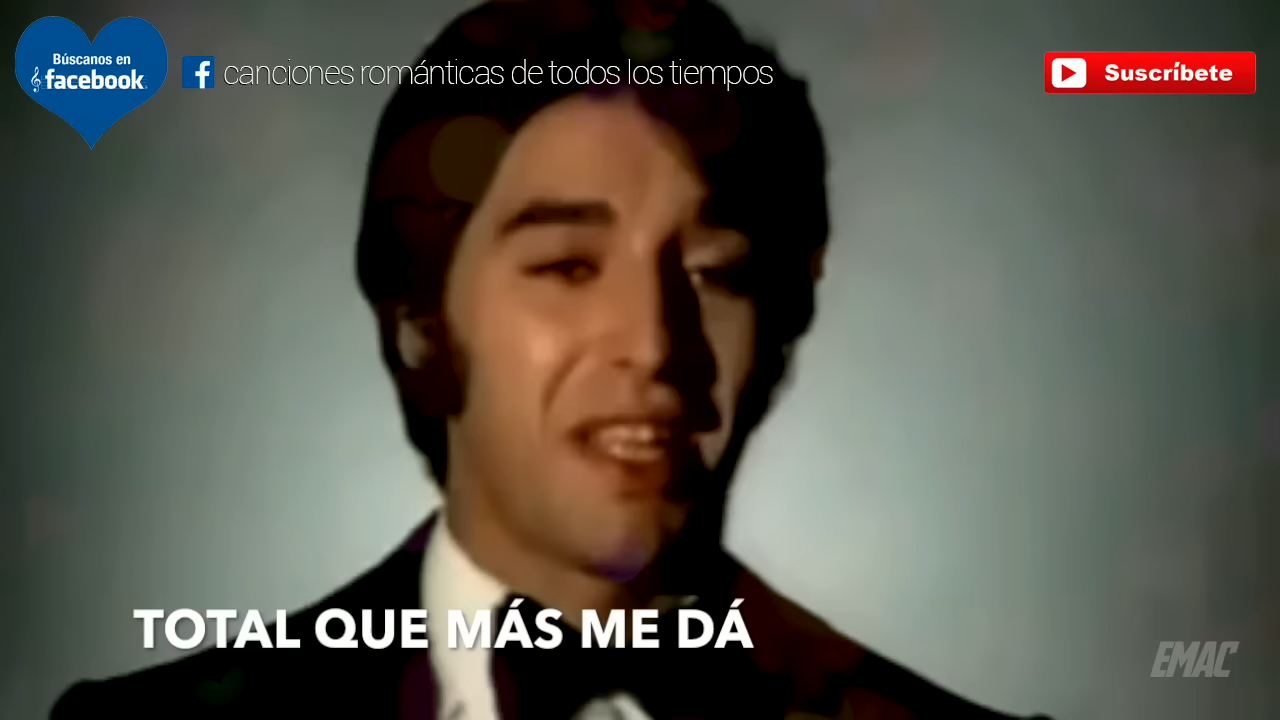 Búscanos en
facebook
canciones románticas de todos los tiempos
Suscríbete
TOTAL QUE MÁS ME DÁ
EMAC